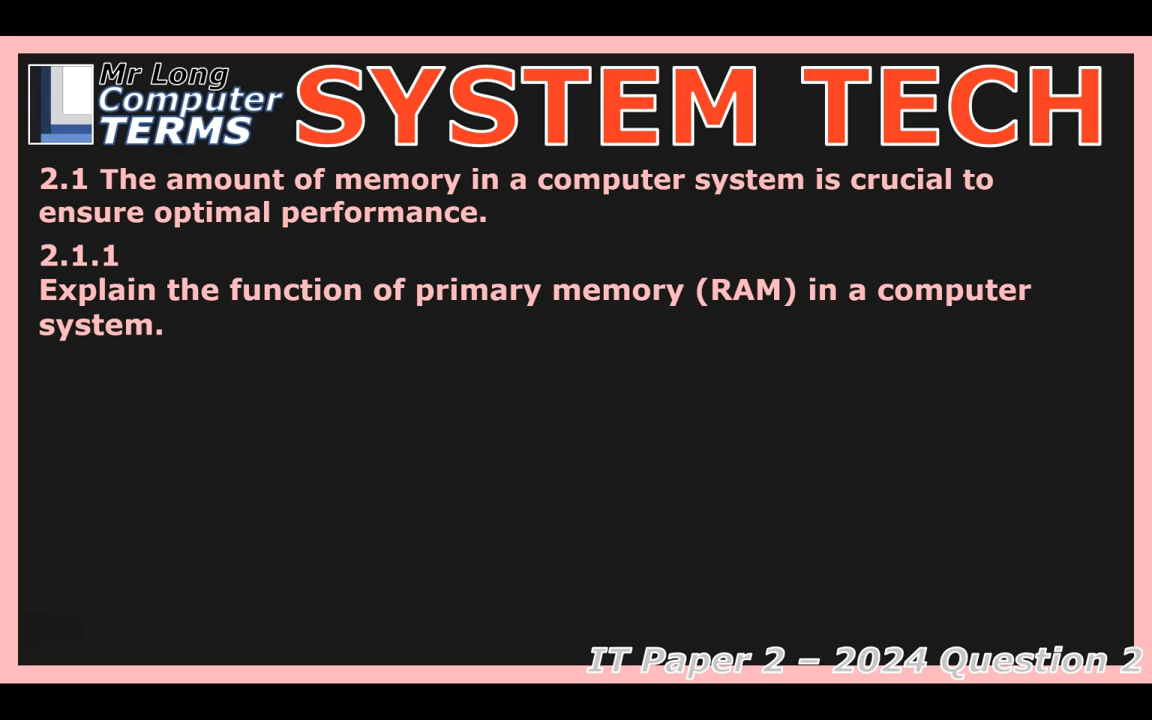 Mr Long
Computer
TERMS
SYSTEM TECH
2.1 The amount of memory in a computer system is crucial to
ensure optimal performance.
2.1.1
Explain the function of primary memory (RAM) in a computer
system.
IT Paper 2 – 2024 Question 2